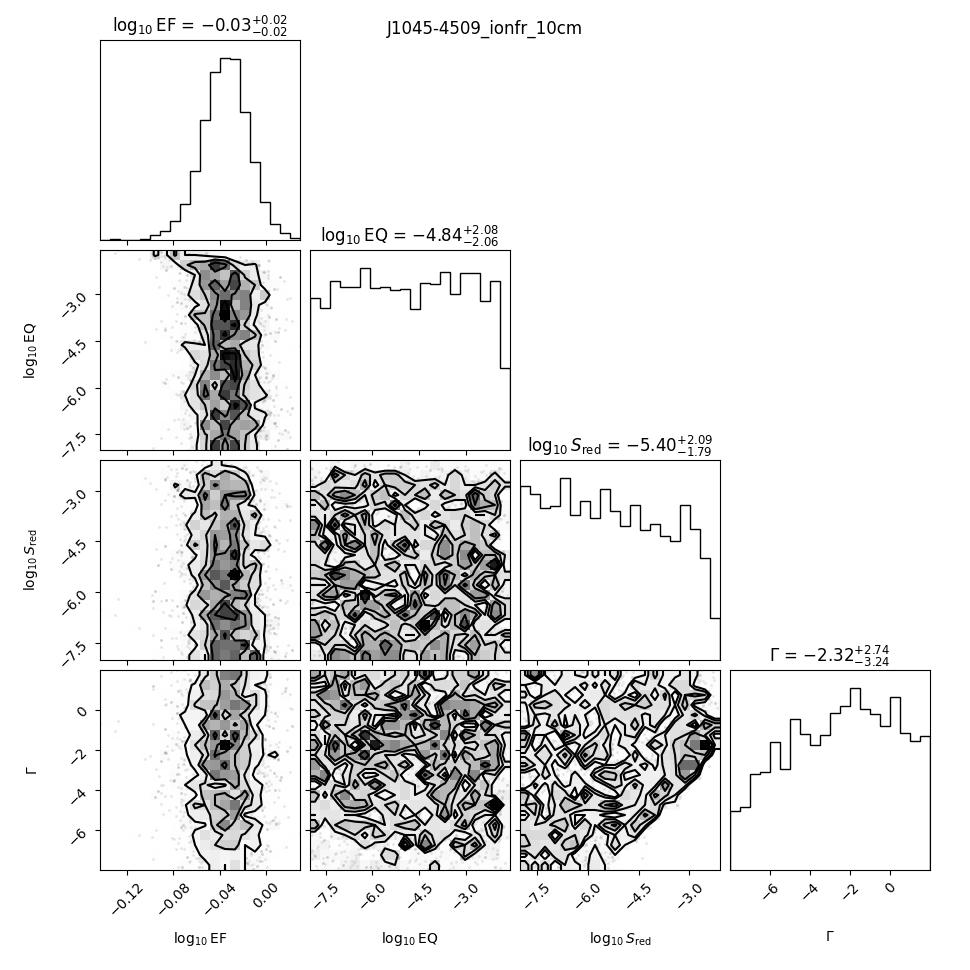 J1045-4509_ionfr_10cm
log₁₀ EF = −0.03 +0.02 −0.02
log₁₀ EQ = −4.84 +2.08 −2.06
−3.0
−4.5
−6.0
−7.5
log₁₀ EQ
log₁₀ S_red = −5.40 +2.09 −1.79
−3.0
−4.5
−6.0
−7.5
log₁₀ S_red
Γ = −2.32 +2.74 −3.24
0
−2
−4
−6
Γ
−0.12 −0.08 −0.04 0.00
−7.5 −6.0 −4.5 −3.0
−7.5 −6.0 −4.5 −3.0
−6 −4 −2 0
log₁₀ EF
log₁₀ EQ
log₁₀ S_red
Γ